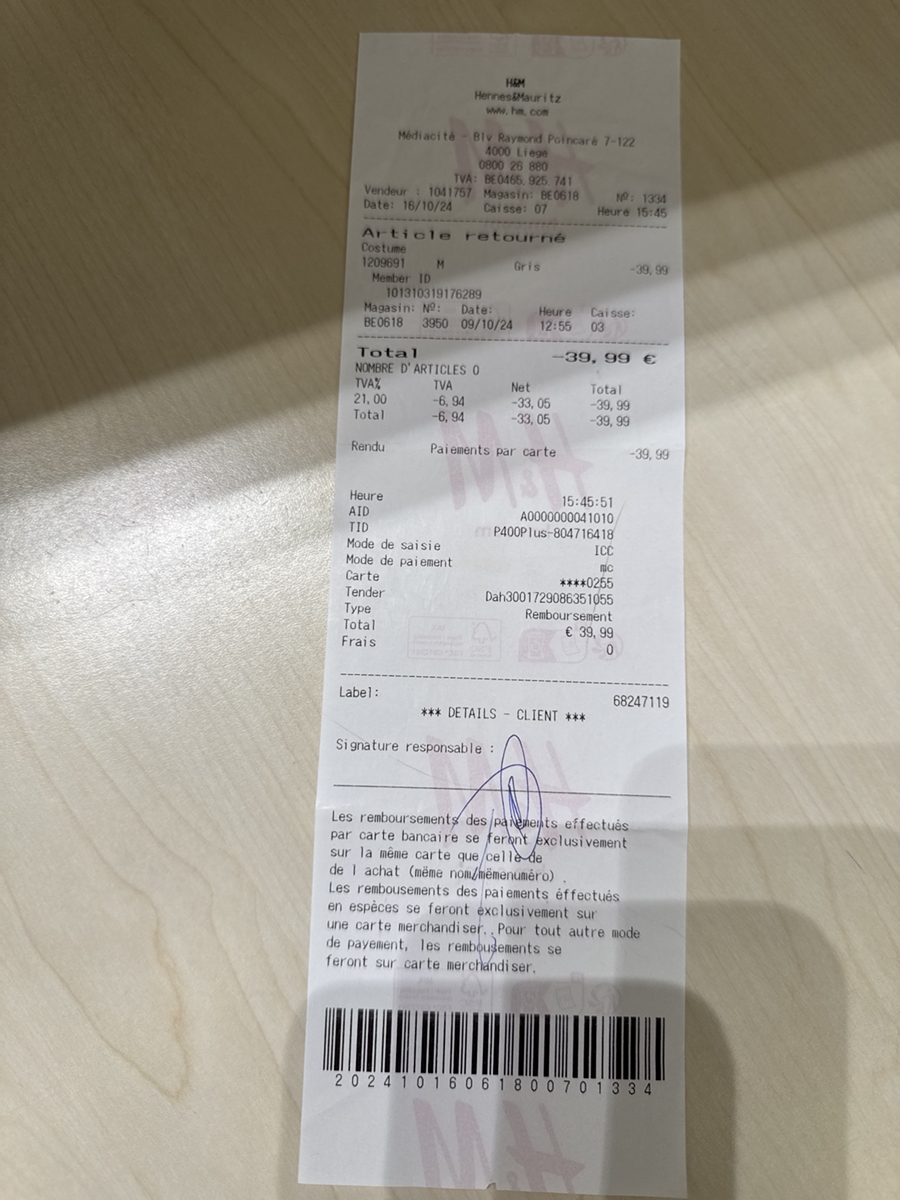 H&M
Hennes&Mauritz
www.hm.com
Médiacité - Blv Raymond Poincaré 7-122
4000 Liege
0800 26 880
TVA: BE0465.925.741
Vendeur : 1041757 Magasin: BE0618 Nº: 1334
Date: 16/10/24 Caisse: 07 Heure 15:45
Article retourné
Costume
1209691 M Gris -39,99
Member ID
101310319176289
Magasin: Nº: Date: Heure Caisse:
BE0618 3950 09/10/24 12:55 03
Total -39,99 €
NOMBRE D'ARTICLES 0
TVA% TVA Net Total
21,00 -6,94 -33,05 -39,99
Total -6,94 -33,05 -39,99
Rendu Paiements par carte -39,99
Heure 15:45:51
AID A0000000041010
TID P400Plus-804716418
Mode de saisie ICC
Mode de paiement mc
Carte ****0265
Tender Dah3001729086351055
Type Remboursement
Total € 39,99
Frais 0
Label: 68247119
*** DETAILS - CLIENT ***
Signature responsable :
Les remboursements des paiements effectués
par carte bancaire se feront exclusivement
sur la même carte que celle de
de l achat (même nom/mêmenuméro) .
Les rembousements des paiements éffectués
en espèces se feront exclusivement sur
une carte merchandiser. Pour tout autre mode
de payement, les rembousements se
feront sur carte merchandiser.
20241016061800701334